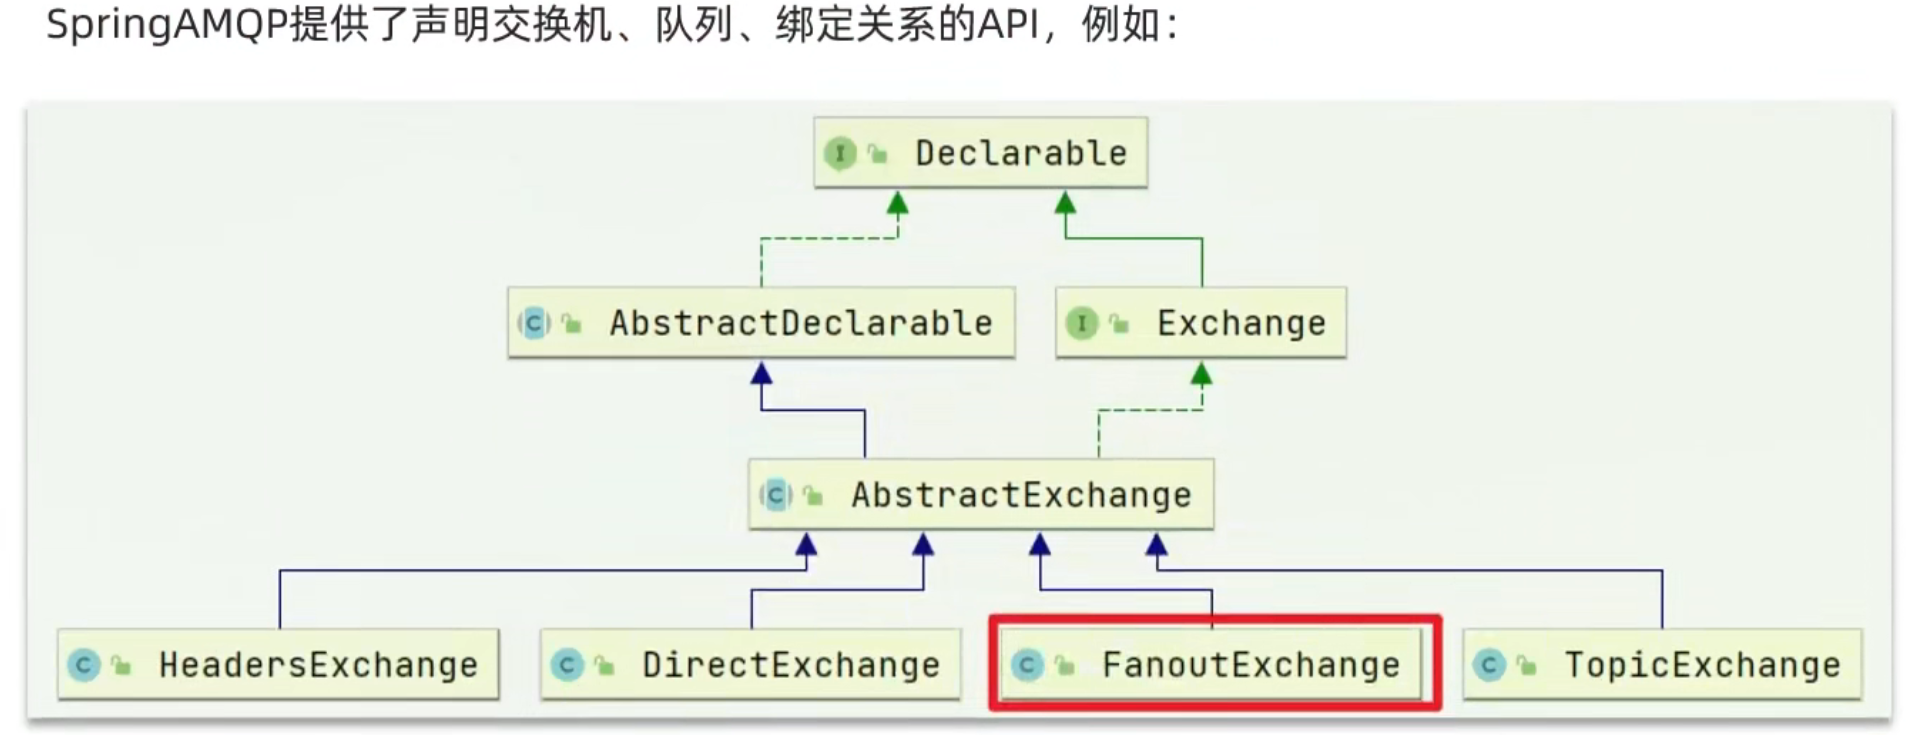 SpringAMQP提供了声明交换机、队列、绑定关系的API，例如：
I Declarable
C AbstractDeclarable
I Exchange
C AbstractExchange
C HeadersExchange
C DirectExchange
C FanoutExchange
C TopicExchange